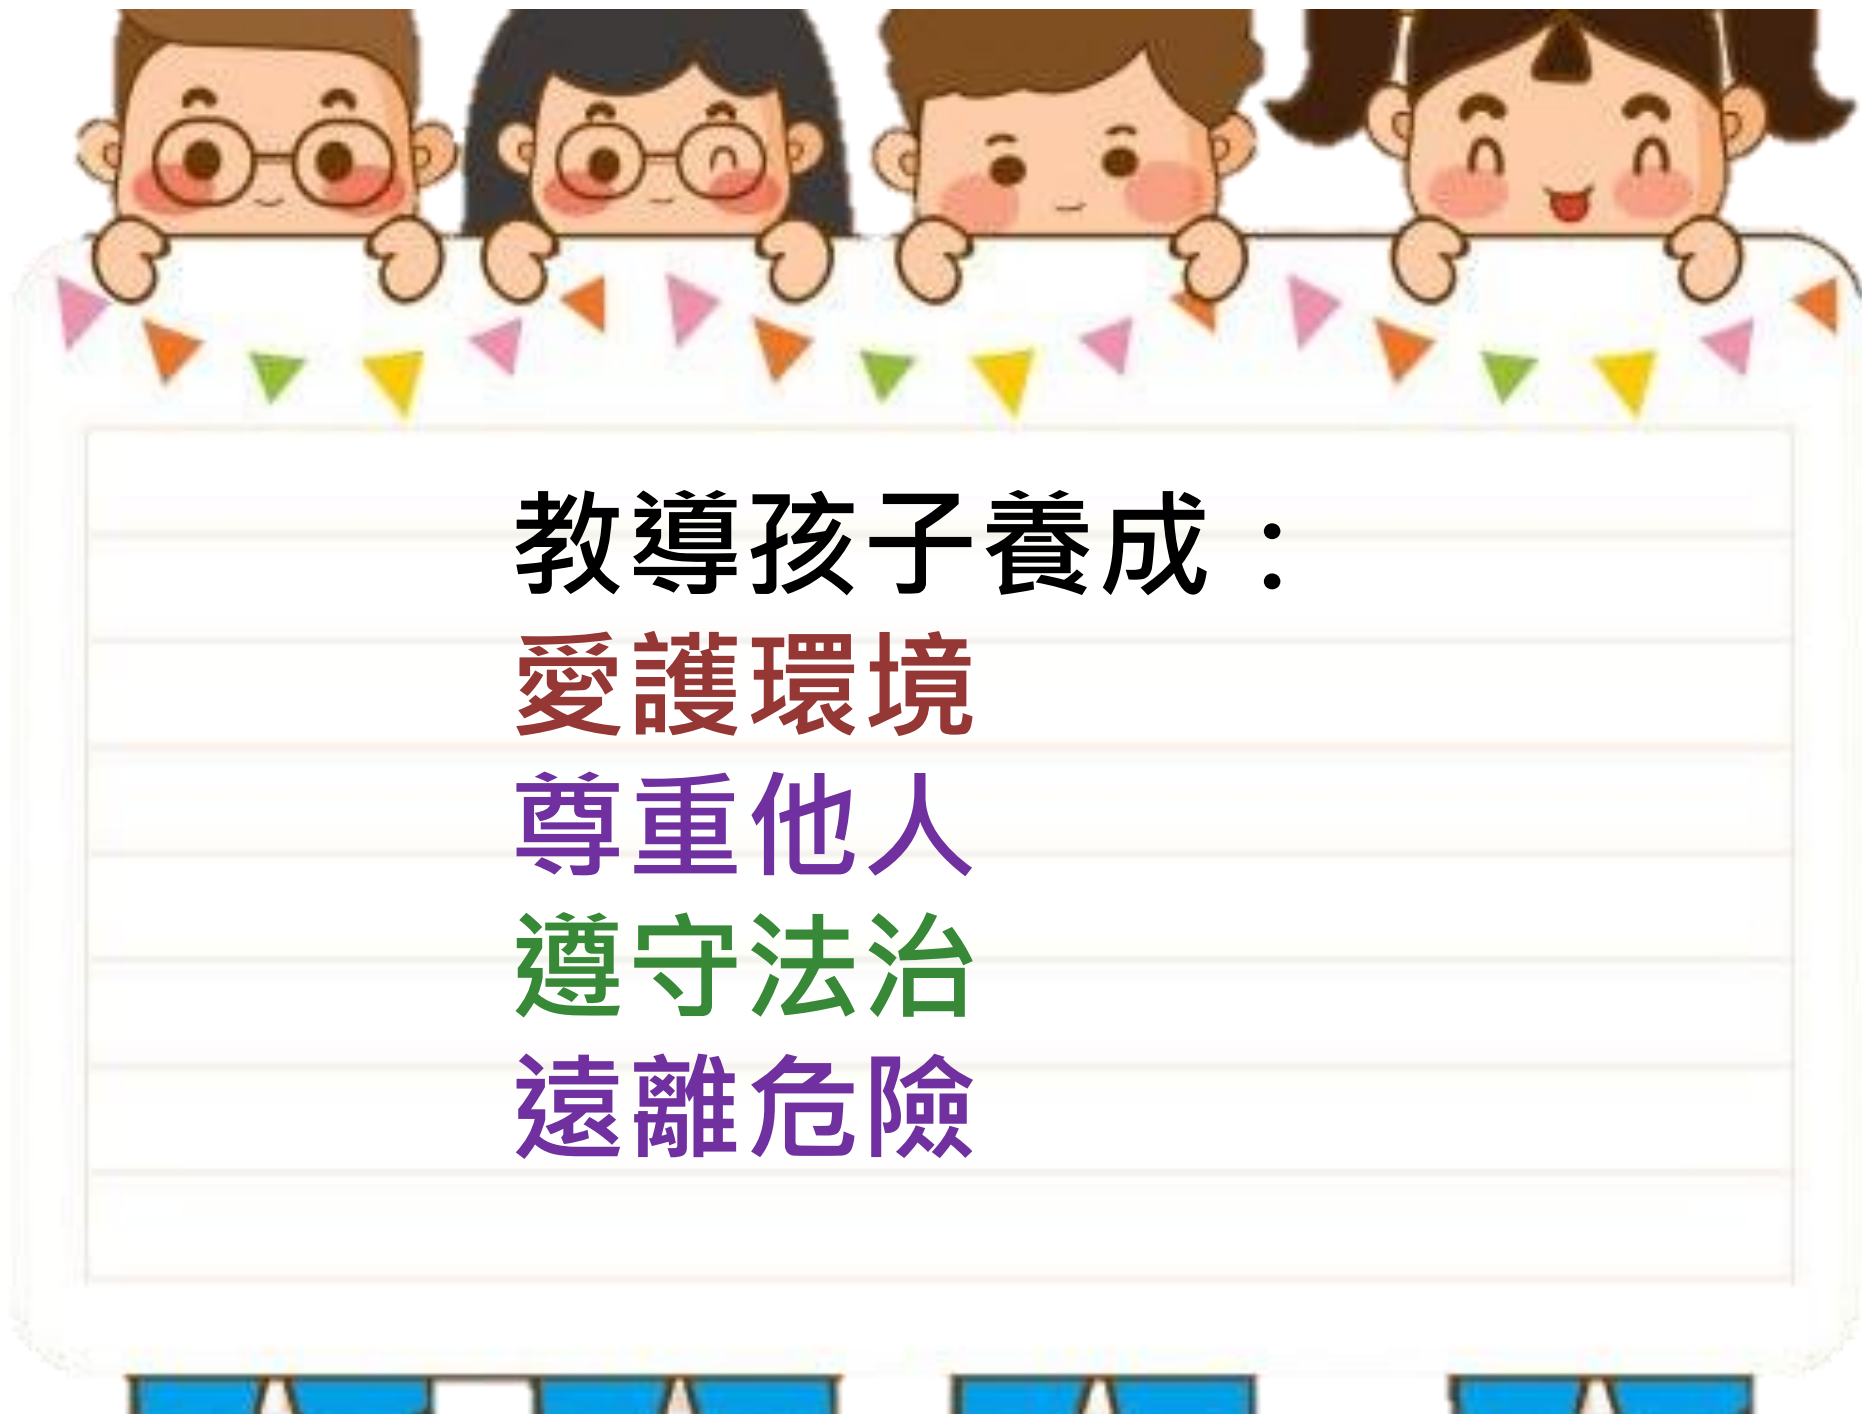 教導孩子養成：
愛護環境
尊重他人
遵守法治
遠離危險